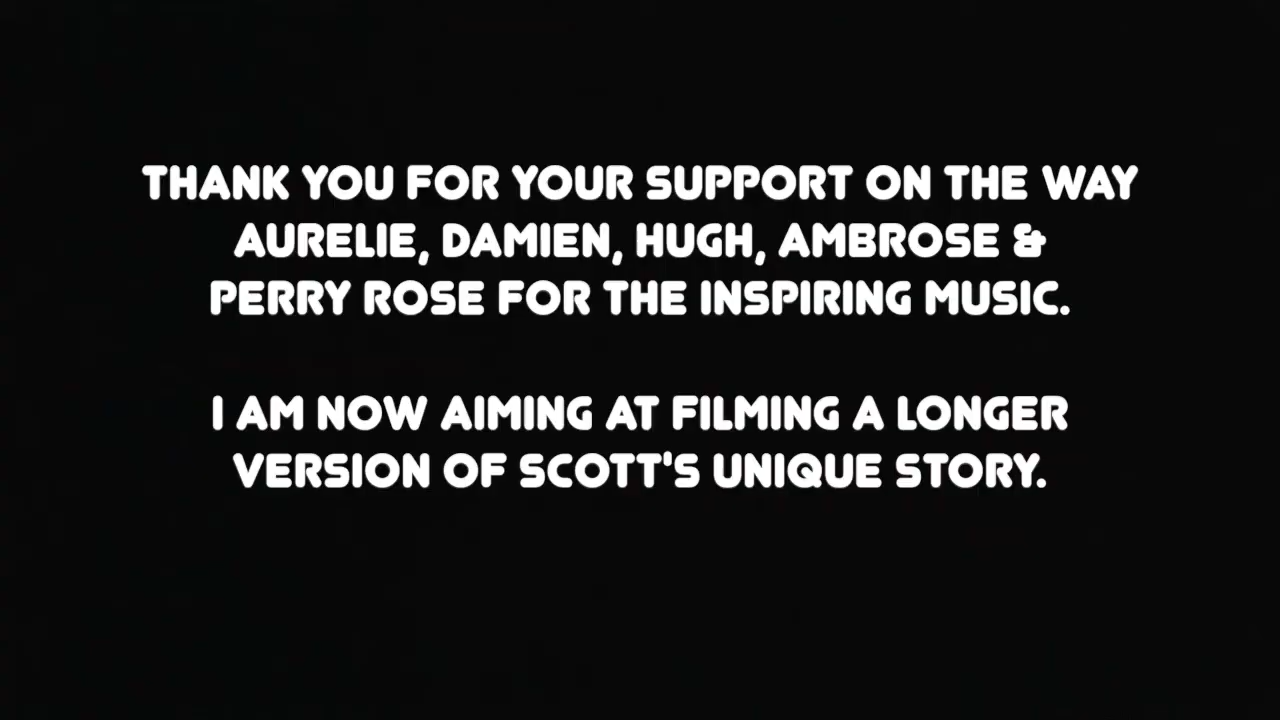 THANK YOU FOR YOUR SUPPORT ON THE WAY
AURELIE, DAMIEN, HUGH, AMBROSE &
PERRY ROSE FOR THE INSPIRING MUSIC.
I AM NOW AIMING AT FILMING A LONGER
VERSION OF SCOTT'S UNIQUE STORY.